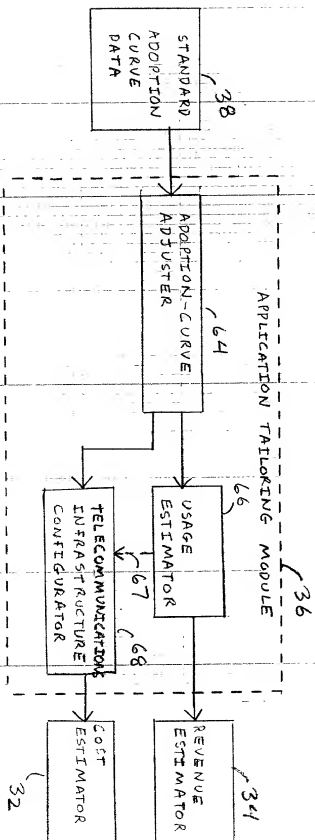 APPLICATION TAILORING MODULE
36
38
STANDARD
ADOPTION
CURVE
DATA
64
ADOPTION-CURVE
ADJUSTER
66
USAGE
ESTIMATOR
67
68
TELECOMMUNICATIONS
INFRASTRUCTURE
CONFIGURATOR
34
REVENUE
ESTIMATOR
COST
ESTIMATOR
32